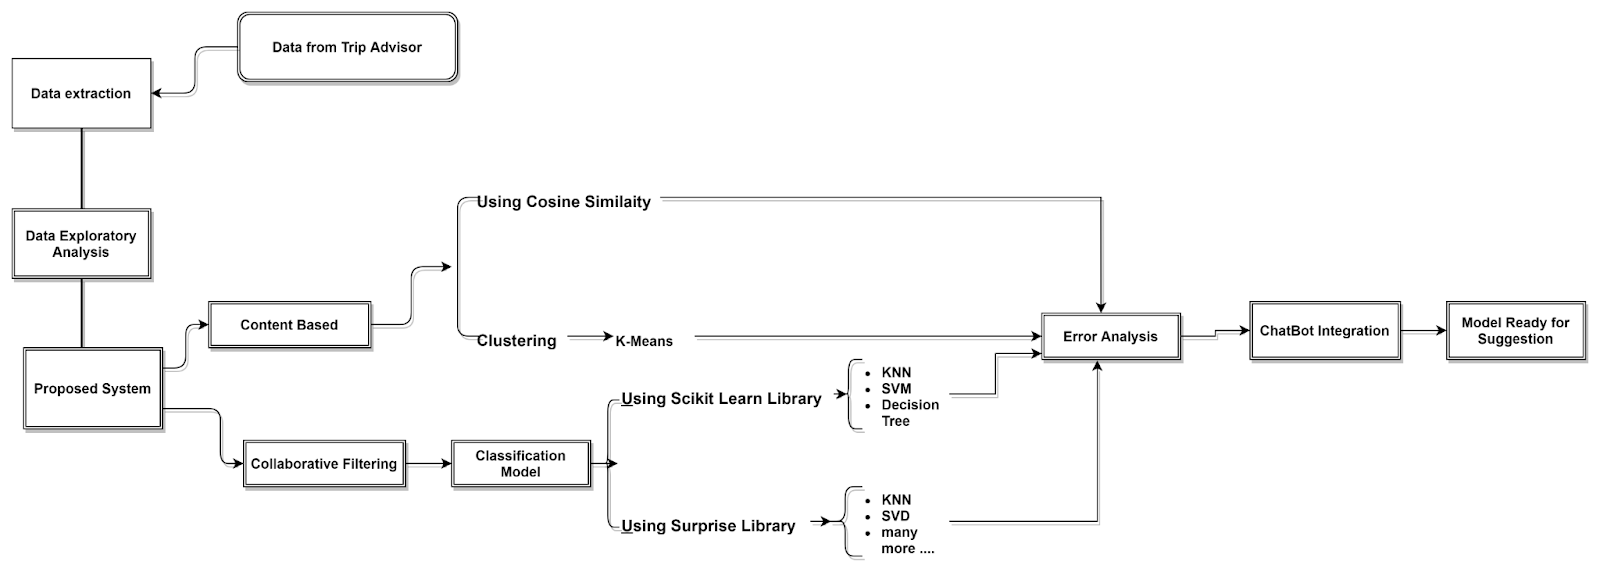 Data from Trip Advisor
Data extraction
Data Exploratory
Analysis
Proposed System
Content Based
Using Cosine Similaity
Clustering
K-Means
Collaborative Filtering
Classification
Model
Using Scikit Learn Library
• KNN
• SVM
• Decision
Tree
Using Surprise Library
• KNN
• SVD
• many
more ....
Error Analysis
ChatBot Integration
Model Ready for
Suggestion